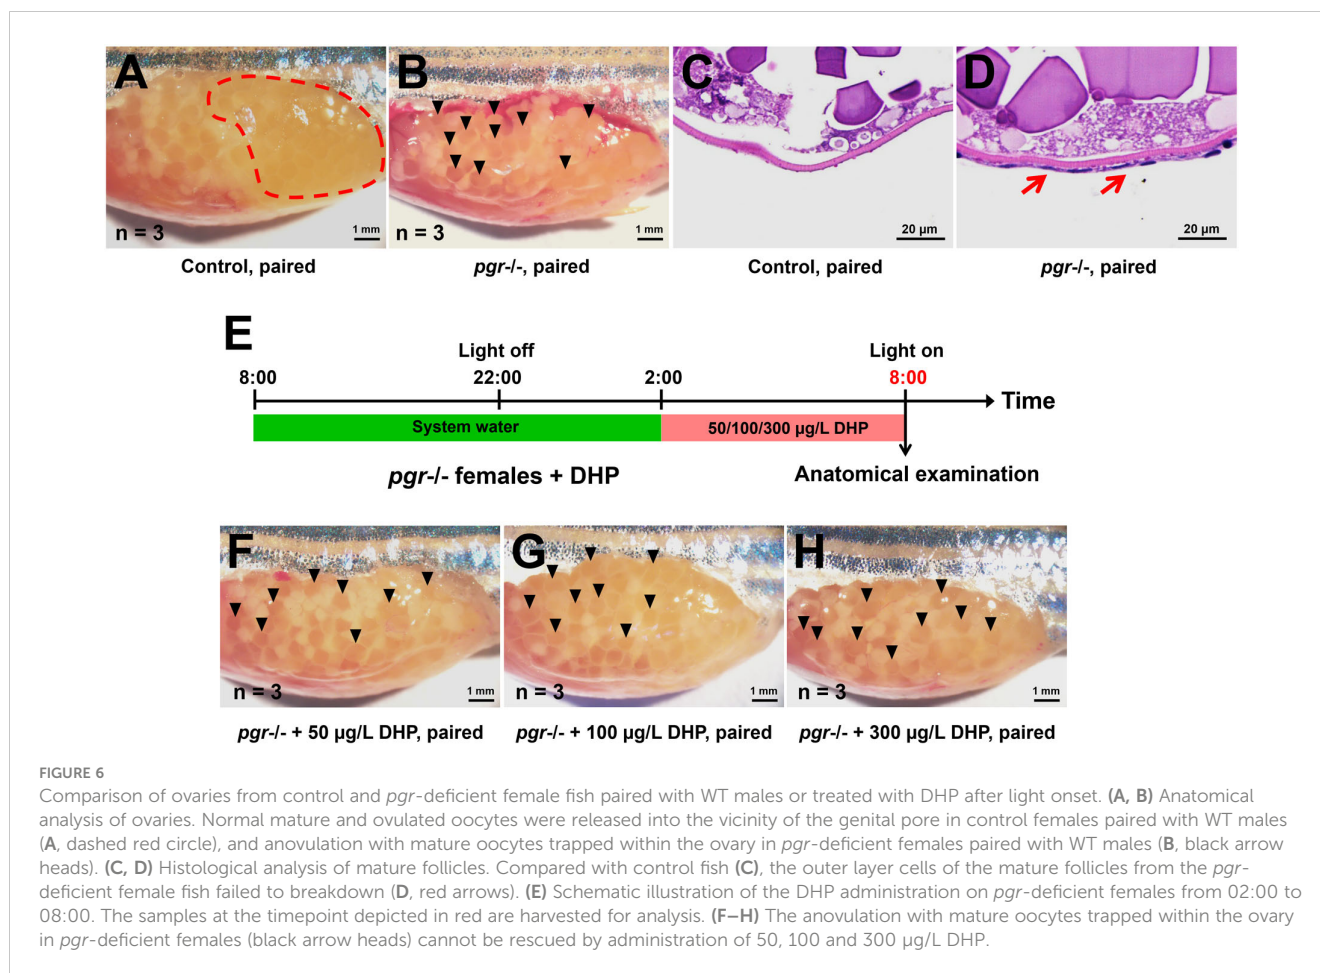 A
B
C
D
n = 3
1 mm
n = 3
1 mm
20 µm
20 µm
Control, paired
pgr-/-, paired
Control, paired
pgr-/-, paired
E
Light off
Light on
8:00
22:00
2:00
8:00
Time
System water
50/100/300 µg/L DHP
pgr-/- females + DHP
Anatomical examination
F
G
H
n = 3
1 mm
n = 3
1 mm
n = 3
1 mm
pgr-/- + 50 µg/L DHP, paired
pgr-/- + 100 µg/L DHP, paired
pgr-/- + 300 µg/L DHP, paired
FIGURE 6
Comparison of ovaries from control and pgr-deficient female fish paired with WT males or treated with DHP after light onset. (A, B) Anatomical
analysis of ovaries. Normal mature and ovulated oocytes were released into the vicinity of the genital pore in control females paired with WT males
(A, dashed red circle), and anovulation with mature oocytes trapped within the ovary in pgr-deficient females paired with WT males (B, black arrow
heads). (C, D) Histological analysis of mature follicles. Compared with control fish (C), the outer layer cells of the mature follicles from the pgr-
deficient female fish failed to breakdown (D, red arrows). (E) Schematic illustration of the DHP administration on pgr-deficient females from 02:00 to
08:00. The samples at the timepoint depicted in red are harvested for analysis. (F–H) The anovulation with mature oocytes trapped within the ovary
in pgr-deficient females (black arrow heads) cannot be rescued by administration of 50, 100 and 300 µg/L DHP.